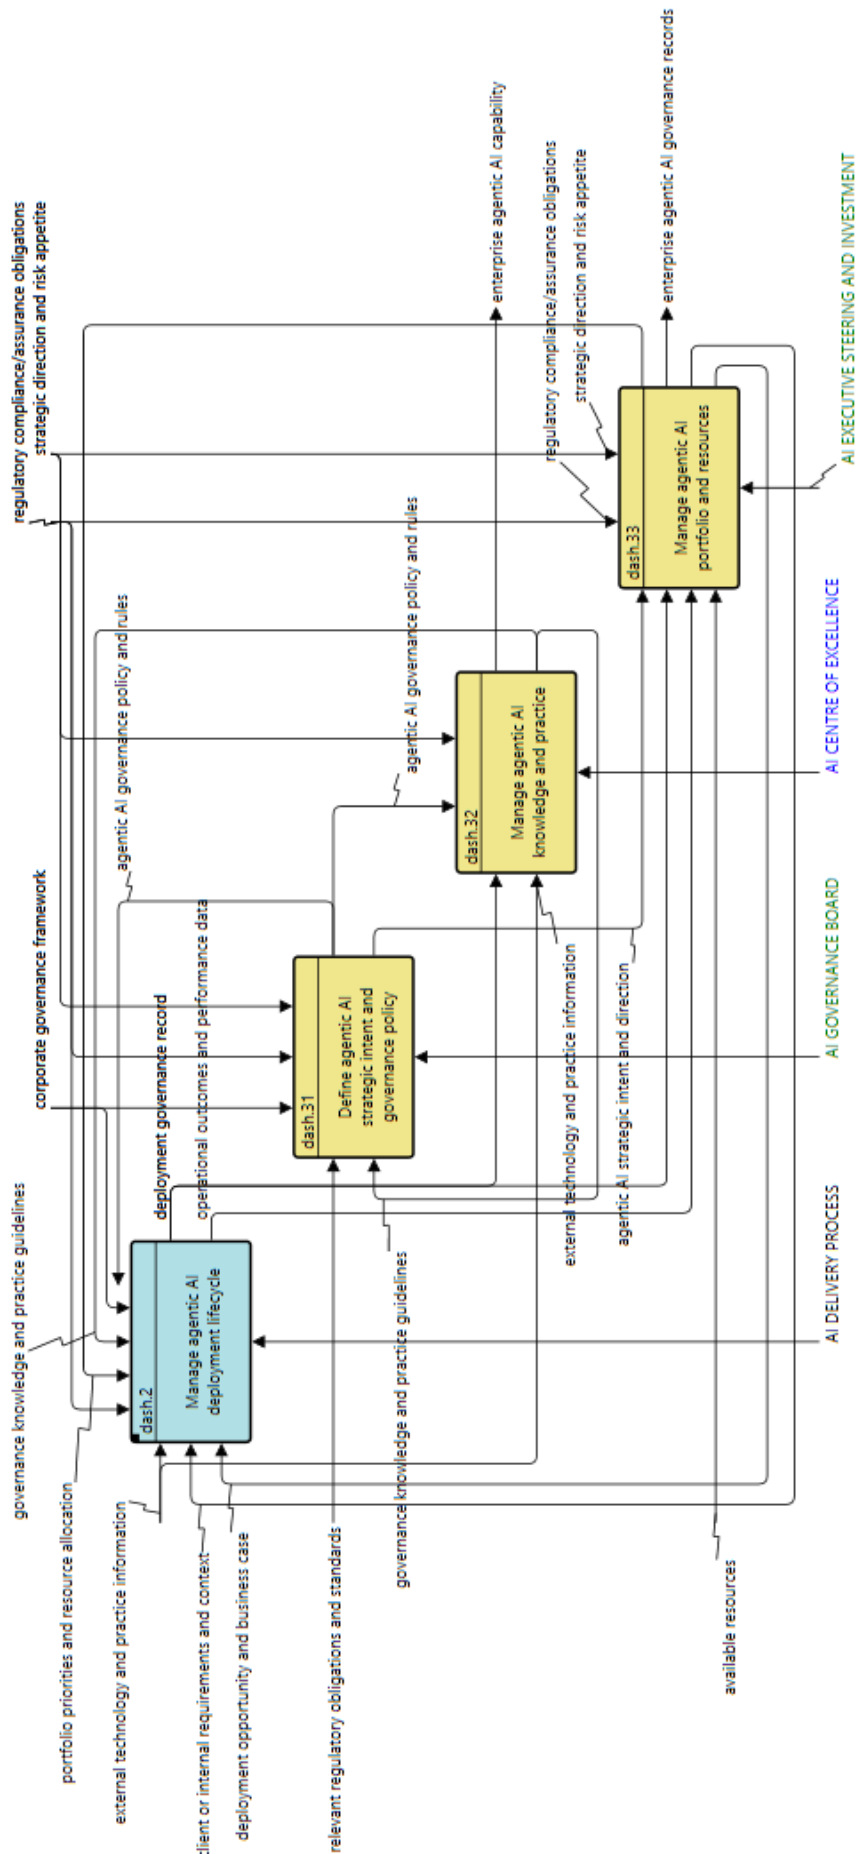 governance knowledge and practice guidelines
corporate governance framework
regulatory compliance/assurance obligations
strategic direction and risk appetite
portfolio priorities and resource allocation
external technology and practice information
client or internal requirements and context
deployment opportunity and business case
dash.2
Manage agentic AI
deployment lifecycle
agentic AI governance policy and rules
deployment governance record
operational outcomes and performance data
relevant regulatory obligations and standards
dash.31
Define agentic AI
strategic intent and
governance policy
governance knowledge and practice guidelines
agentic AI governance policy and rules
enterprise agentic AI capability
dash.32
Manage agentic AI
knowledge and practice
external technology and practice information
agentic AI strategic intent and direction
regulatory compliance/assurance obligations
strategic direction and risk appetite
dash.33
Manage agentic AI
portfolio and resources
enterprise agentic AI governance records
available resources
AI DELIVERY PROCESS
AI GOVERNANCE BOARD
AI CENTRE OF EXCELLENCE
AI EXECUTIVE STEERING AND INVESTMENT